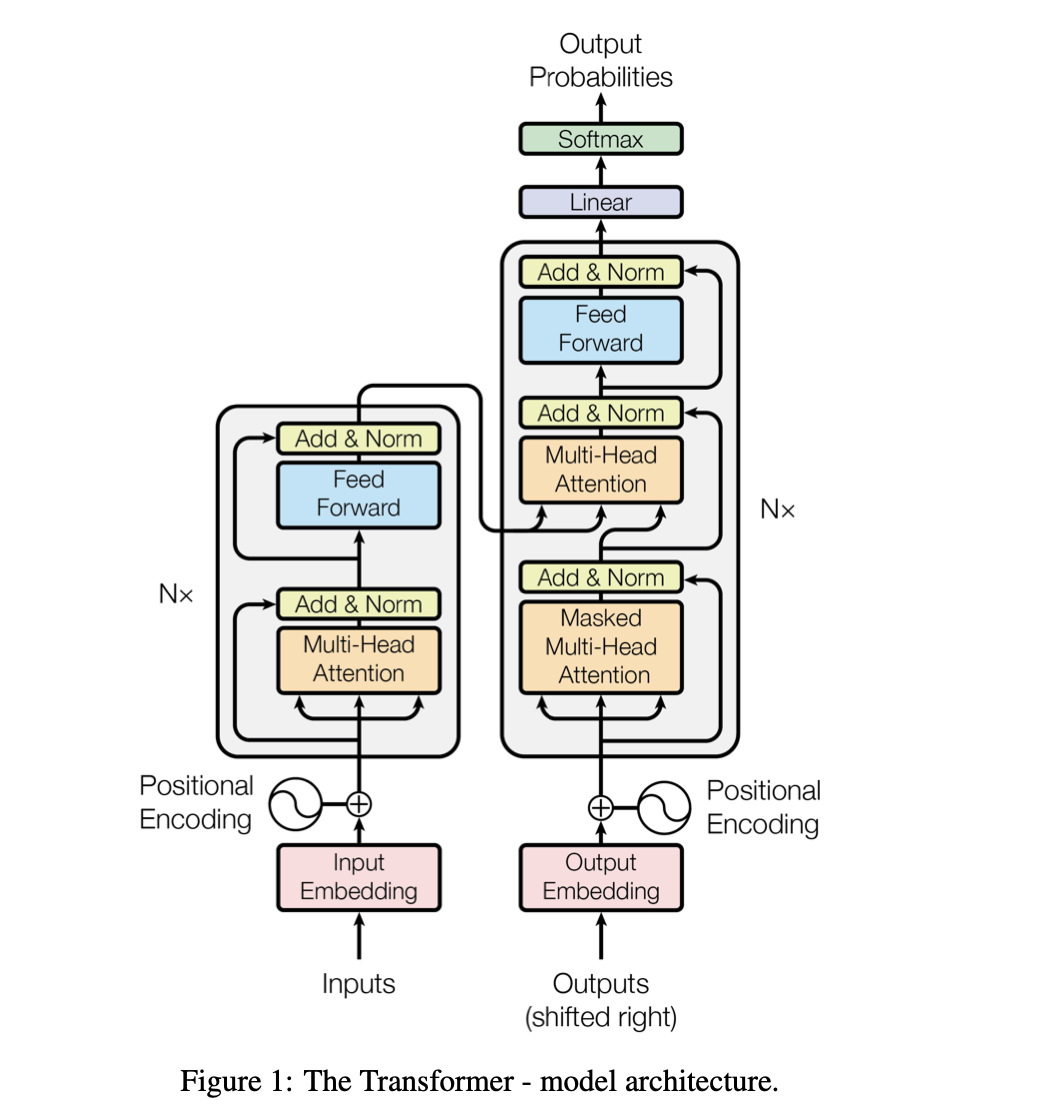 Output
Probabilities
Softmax
Linear
Add & Norm
Feed
Forward
Add & Norm
Multi-Head
Attention
Nx
Add & Norm
Masked
Multi-Head
Attention
Add & Norm
Feed
Forward
Nx
Add & Norm
Multi-Head
Attention
Positional
Encoding
Positional
Encoding
Input
Embedding
Output
Embedding
Inputs
Outputs
(shifted right)
Figure 1: The Transformer - model architecture.